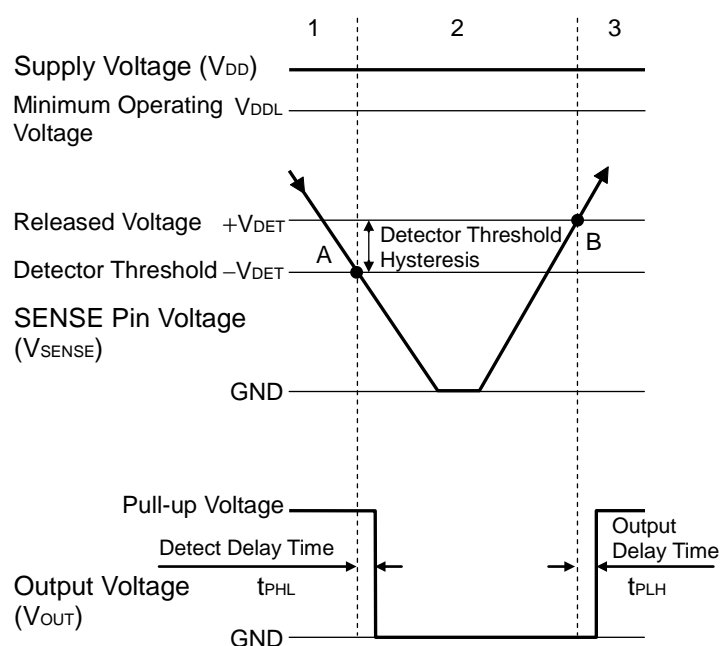 1 2 3
Supply Voltage (VDD)
Minimum Operating VDDL
Voltage
Released Voltage +VDET
Detector Threshold
Hysteresis
A
B
Detector Threshold −VDET
SENSE Pin Voltage
(VSENSE)
GND
Pull-up Voltage
Detect Delay Time
tPHL
Output
Delay Time
tPLH
Output Voltage
(VOUT)
GND